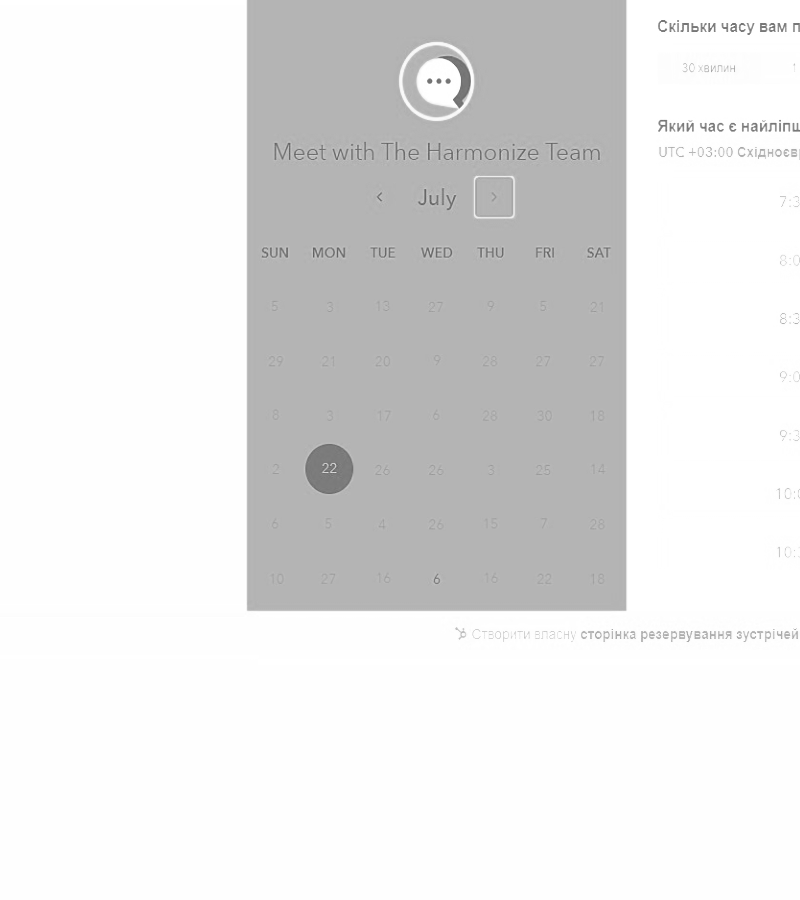 Meet with The Harmonize Team
July
SUN MON TUE WED THU FRI SAT
5 3 13 27 9 5 21
29 21 20 9 28 27 27
8 3 17 6 28 30 18
2 22 26 26 3 25 14
6 5 4 26 15 7 28
10 27 16 6 16 22 18
Скільки часу вам п
30 хвилин 1
Який час є найліпш
UTC +03:00 Східноєв
7:3
8:0
8:3
9:0
9:3
10:0
10:
Створити власну сторінка резервування зустрічей